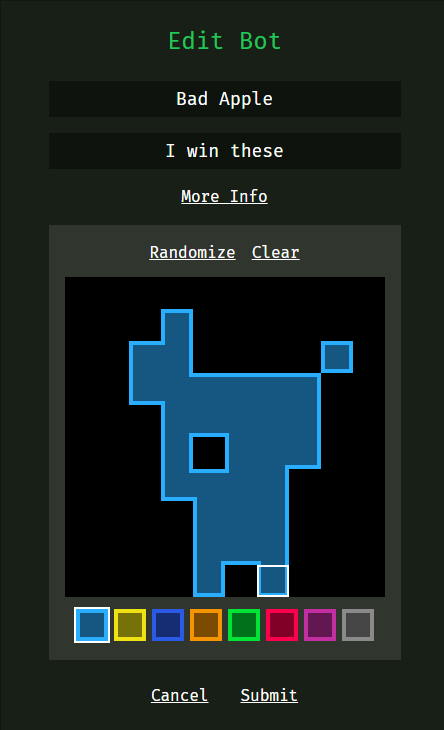 Edit Bot
Bad Apple
I win these
More Info
Randomize Clear
Cancel Submit